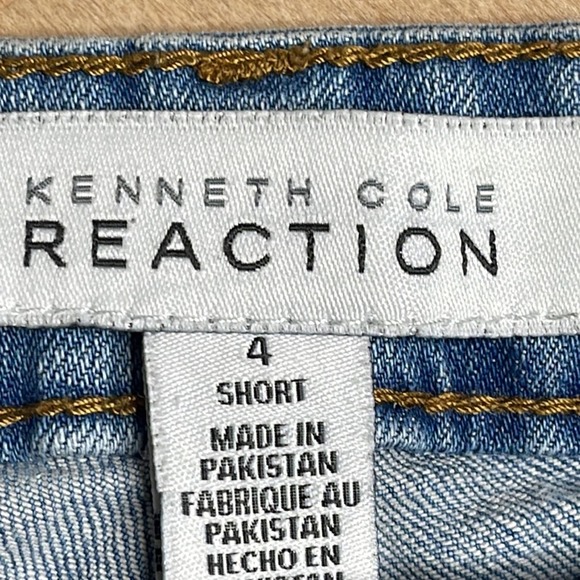 KENNETH COLE
REACTION
4
SHORT
MADE IN
PAKISTAN
FABRIQUE AU
PAKISTAN
HECHO EN